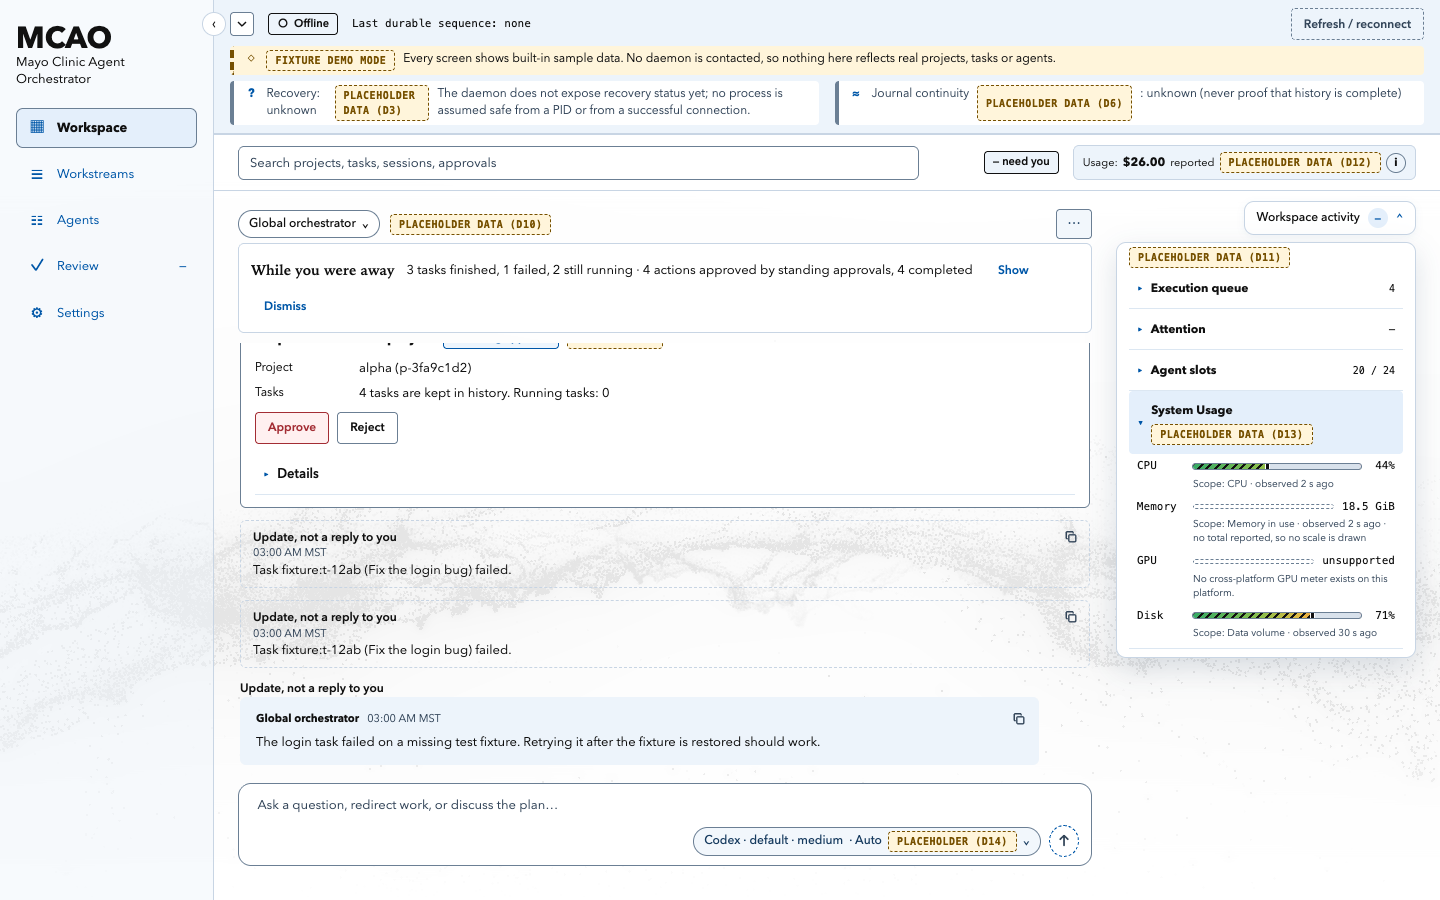 MCAO
Mayo Clinic Agent
Orchestrator
Workspace
Workstreams
Agents
Review –
Settings
Offline
Last durable sequence: none
Refresh / reconnect
FIXTURE DEMO MODE Every screen shows built-in sample data. No daemon is contacted, so nothing here reflects real projects, tasks or agents.
? Recovery: unknown
PLACEHOLDER DATA (D3)
The daemon does not expose recovery status yet; no process is
assumed safe from a PID or from a successful connection.
≈ Journal continuity PLACEHOLDER DATA (D6) : unknown (never proof that history is complete)
Search projects, tasks, sessions, approvals
– need you
Usage: $26.00 reported PLACEHOLDER DATA (D12) i
Global orchestrator PLACEHOLDER DATA (D10)
...
While you were away 3 tasks finished, 1 failed, 2 still running · 4 actions approved by standing approvals, 4 completed Show
Dismiss
Project alpha (p-3fa9c1d2)
Tasks 4 tasks are kept in history. Running tasks: 0
Approve Reject
Details
Update, not a reply to you
03:00 AM MST
Task fixture:t-12ab (Fix the login bug) failed.
Update, not a reply to you
03:00 AM MST
Task fixture:t-12ab (Fix the login bug) failed.
Update, not a reply to you
Global orchestrator 03:00 AM MST
The login task failed on a missing test fixture. Retrying it after the fixture is restored should work.
Ask a question, redirect work, or discuss the plan…
Codex · default · medium · Auto PLACEHOLDER (D14)
Workspace activity –
PLACEHOLDER DATA (D11)
Execution queue 4
Attention –
Agent slots 20 / 24
System Usage
PLACEHOLDER DATA (D13)
CPU 44%
Scope: CPU · observed 2 s ago
Memory 18.5 GiB
Scope: Memory in use · observed 2 s ago ·
no total reported, so no scale is drawn
GPU unsupported
No cross-platform GPU meter exists on this
platform.
Disk 71%
Scope: Data volume · observed 30 s ago